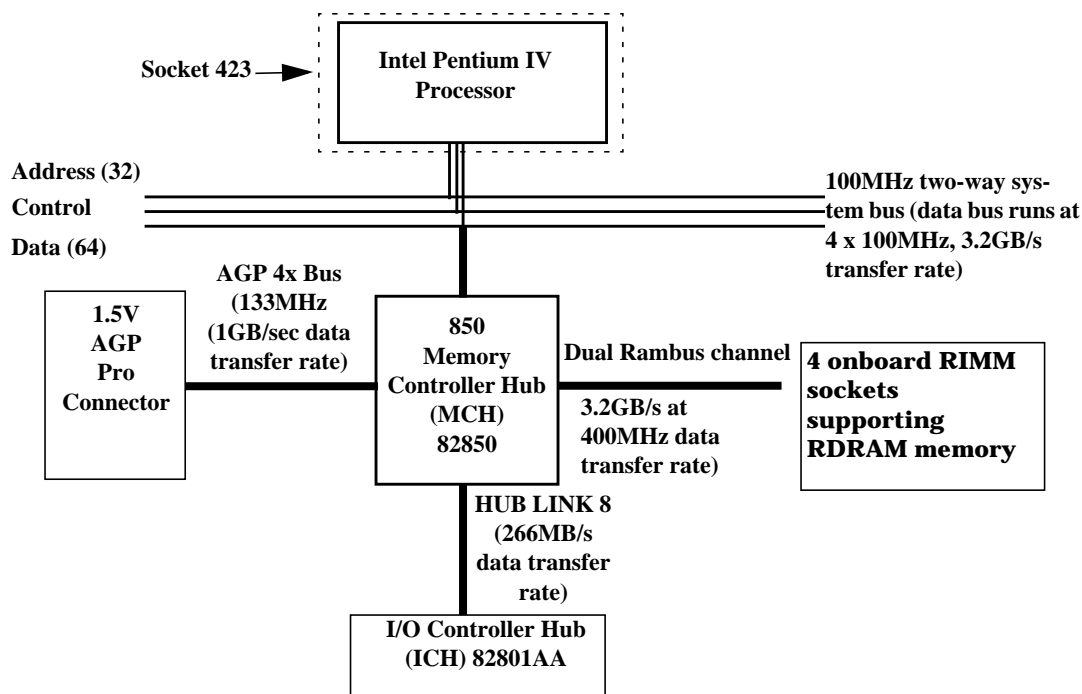 Intel Pentium IV
Processor
Socket 423
Address (32)
Control
Data (64)
100MHz two-way sys-
tem bus (data bus runs at
4 x 100MHz, 3.2GB/s
transfer rate)
AGP 4x Bus
(133MHz
(1GB/sec data
transfer rate)
1.5V
AGP
Pro
Connector
850
Memory
Controller Hub
(MCH)
82850
Dual Rambus channel
3.2GB/s at
400MHz data
transfer rate)
4 onboard RIMM
sockets
supporting
RDRAM memory
HUB LINK 8
(266MB/s
data transfer
rate)
I/O Controller Hub
(ICH) 82801AA